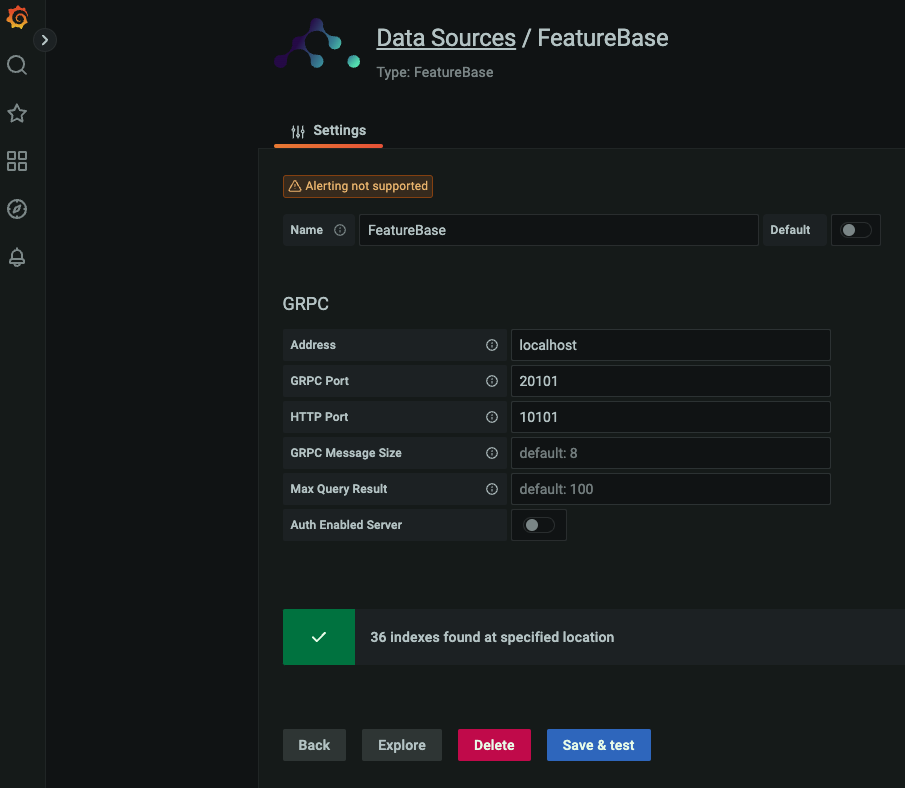 Data Sources / FeatureBase
Type: FeatureBase
Settings
Alerting not supported
Name FeatureBase Default
GRPC
Address localhost
GRPC Port 20101
HTTP Port 10101
GRPC Message Size default: 8
Max Query Result default: 100
Auth Enabled Server
36 indexes found at specified location
Back Explore Delete Save & test